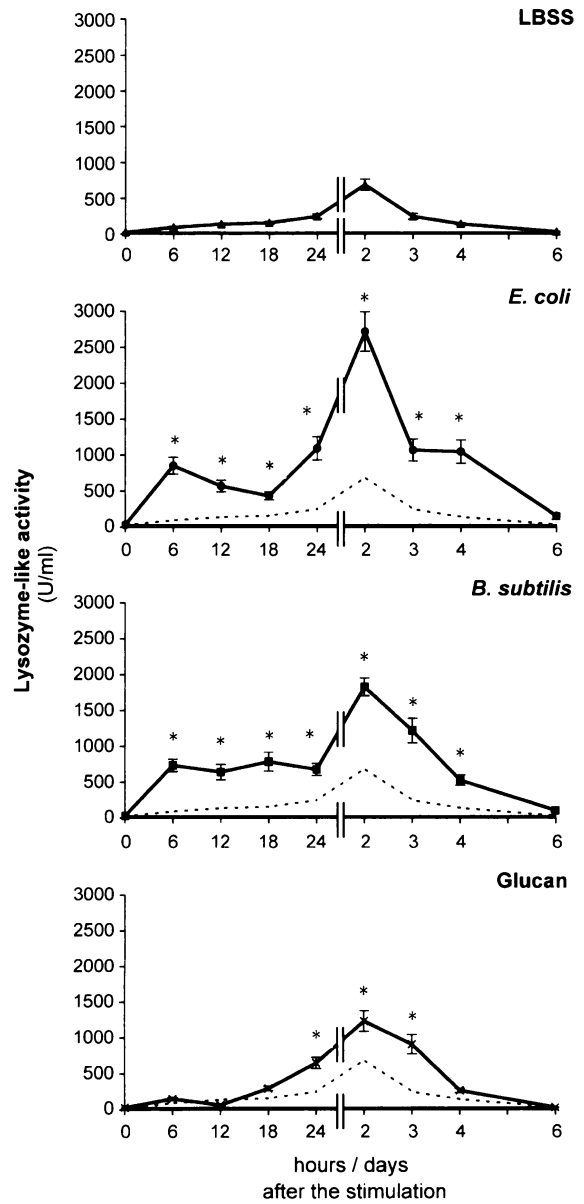 LBSS
3000
2500
2000
1500
1000
500
0
0 6 12 18 24 2 3 4 6
E. coli
*
3000
2500
2000
1500
1000
500
0
* * * * * *
0 6 12 18 24 2 3 4 6
Lysozyme-like activity
(U/ml)
B. subtilis
3000
2500
2000
1500
1000
500
0
* * * * * * *
0 6 12 18 24 2 3 4 6
Glucan
3000
2500
2000
1500
1000
500
0
* * *
0 6 12 18 24 2 3 4 6
hours / days
after the stimulation